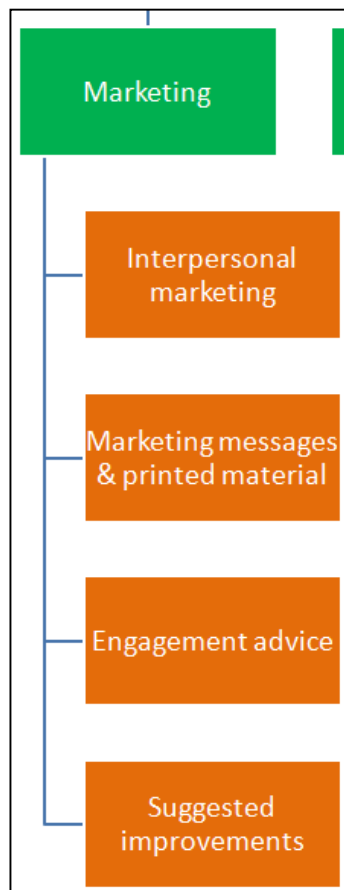 Marketing
Interpersonal
marketing
Marketing messages
& printed material
Engagement advice
Suggested
improvements